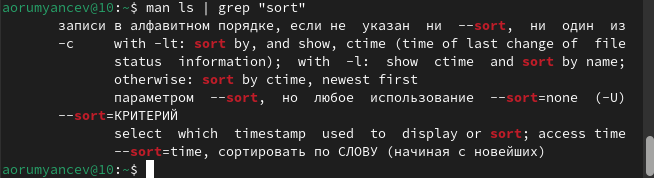 aorumyancev@10:~$ man ls | grep "sort"
записи в алфавитном порядке, если не указан ни --sort, ни один из
-c with -lt: sort by, and show, ctime (time of last change of file
status information); with -l: show ctime and sort by name;
otherwise: sort by ctime, newest first
параметром --sort, но любое использование --sort=none (-U)
--sort=КРИТЕРИЙ
select which timestamp used to display or sort; access time
--sort=time, сортировать по СЛОВУ (начиная с новейших)
aorumyancev@10:~$